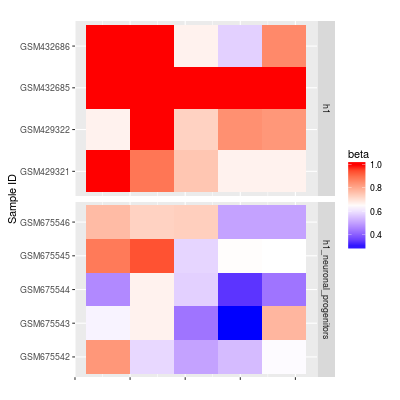 GSM432686
GSM432685
GSM429322
GSM429321
h1
GSM675546
GSM675545
GSM675544
GSM675543
GSM675542
h1_neuronal_progenitors
Sample ID
beta
1.0
0.8
0.6
0.4